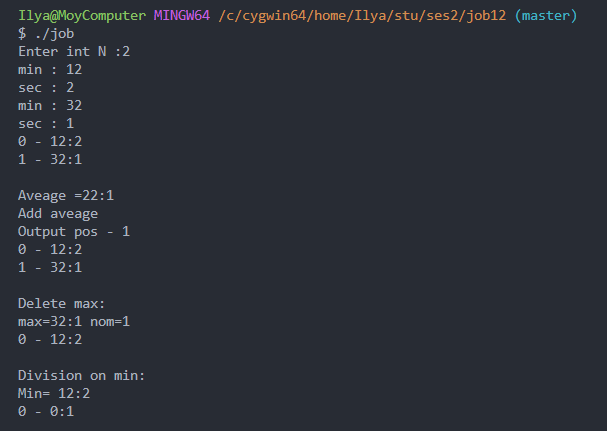 Ilya@MoyComputer MINGW64 /c/cygwin64/home/Ilya/stu/ses2/job12 (master)
$ ./job
Enter int N :2
min : 12
sec : 2
min : 32
sec : 1
0 - 12:2
1 - 32:1
Aveage =22:1
Add aveage
Output pos - 1
0 - 12:2
1 - 32:1
Delete max:
max=32:1 nom=1
0 - 12:2
Division on min:
Min= 12:2
0 - 0:1